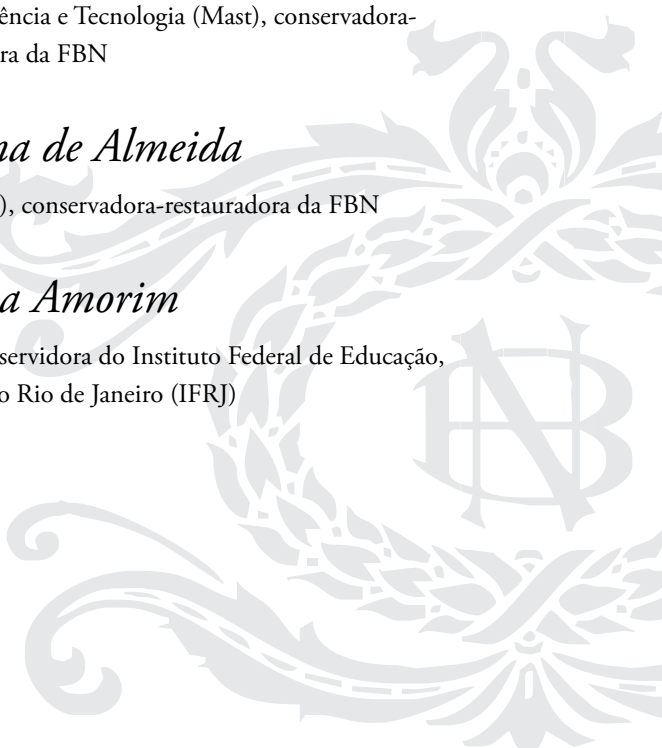 ência e Tecnologia (Mast), conservadora-
ra da FBN
na de Almeida
), conservadora-restauradora da FBN
a Amorim
servidora do Instituto Federal de Educação,
o Rio de Janeiro (IFRJ)